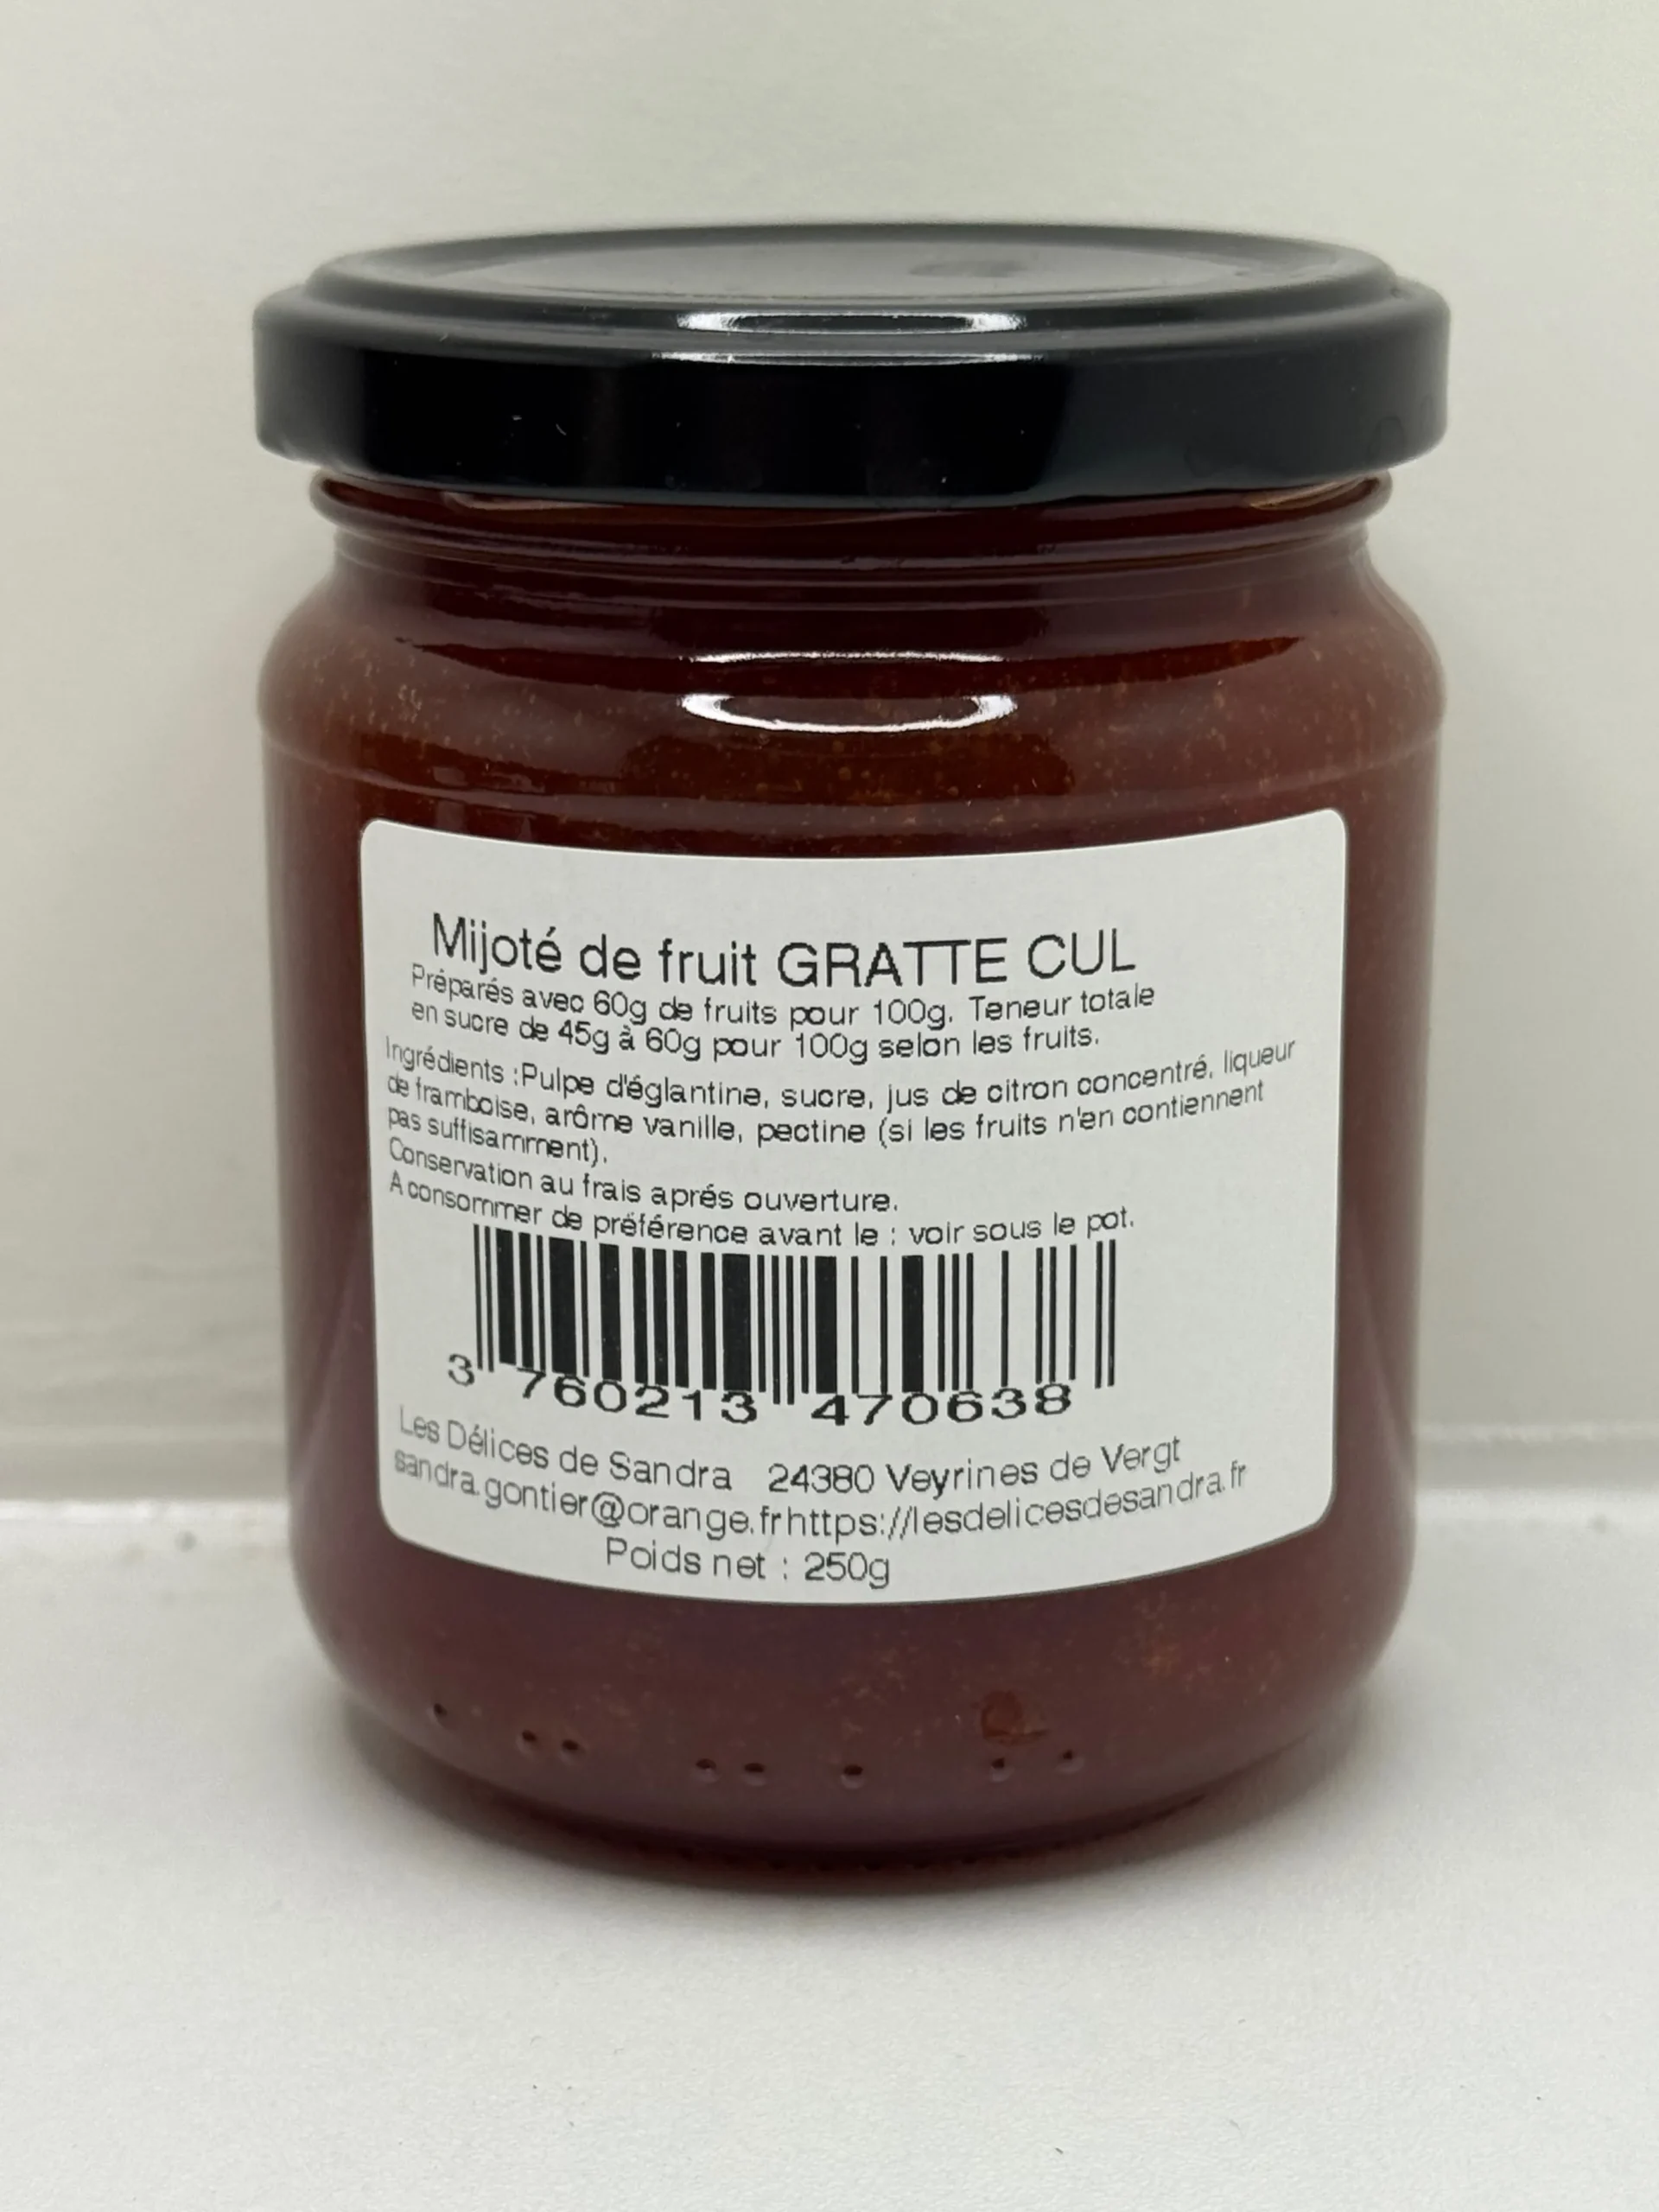 Mijoté de fruit GRATTE CUL
Préparés avec 60g de fruits pour 100g. Teneur totale
en sucre de 45g à 60g pour 100g selon les fruits.
Ingrédients :Pulpe d'églantine, sucre, jus de citron concentré, liqueur
de framboise, arôme vanille, pectine (si les fruits n'en contiennent
pas suffisamment).
Conservation au frais aprés ouverture.
A consommer de préférence avant le : voir sous le pot.
3 760213 470638
Les Délices de Sandra 24380 Veyrines de Vergt
sandra.gontier@orange.frhttps://lesdelicesdesandra.fr
Poids net : 250g